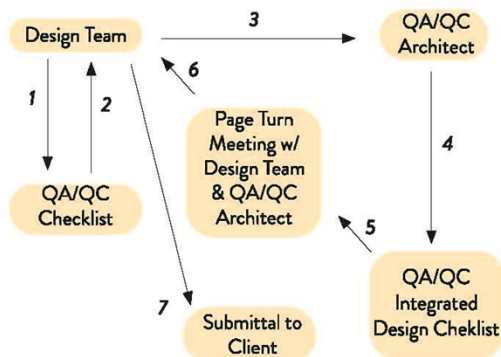 Design Team
3
QA/QC
Architect
6
1
2
Page Turn
Meeting w/
Design Team
& QA/QC
Architect
4
QA/QC
Checklist
5
7
Submittal to
Client
QA/QC
Integrated
Design Cheklist